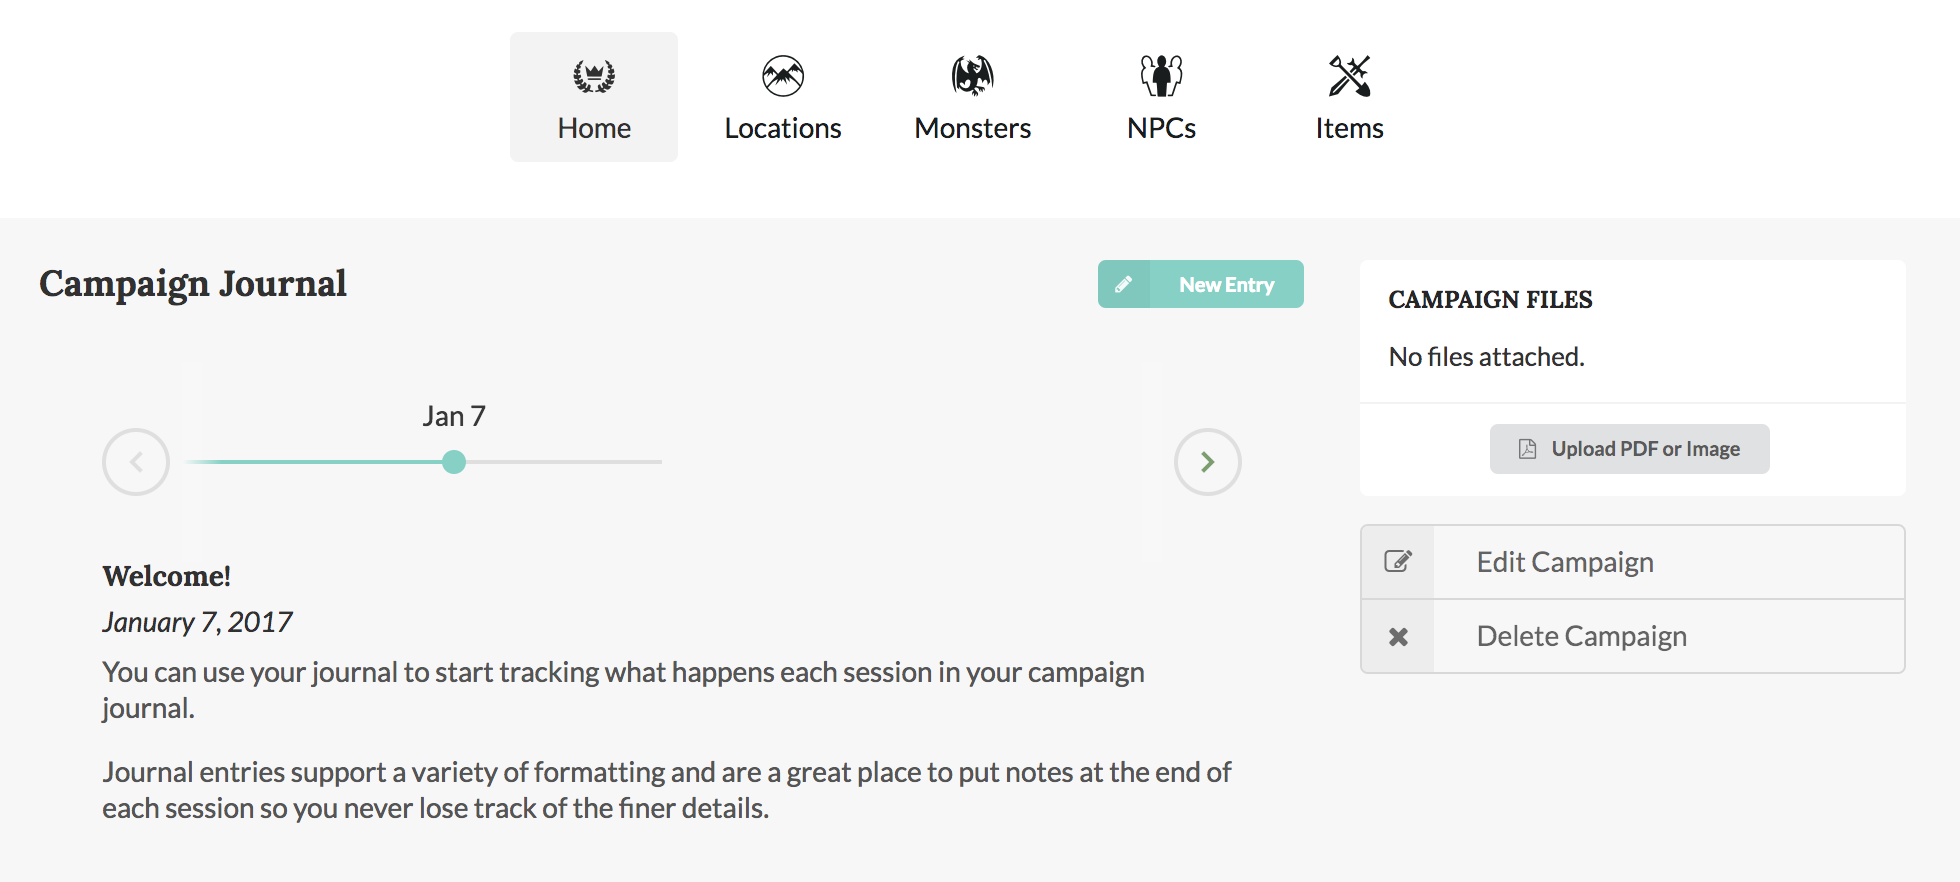 Home
Locations
Monsters
NPCs
Items
Campaign Journal
New Entry
Jan 7
Welcome!
January 7, 2017
You can use your journal to start tracking what happens each session in your campaign
journal.
Journal entries support a variety of formatting and are a great place to put notes at the end of
each session so you never lose track of the finer details.
CAMPAIGN FILES
No files attached.
Upload PDF or Image
Edit Campaign
Delete Campaign